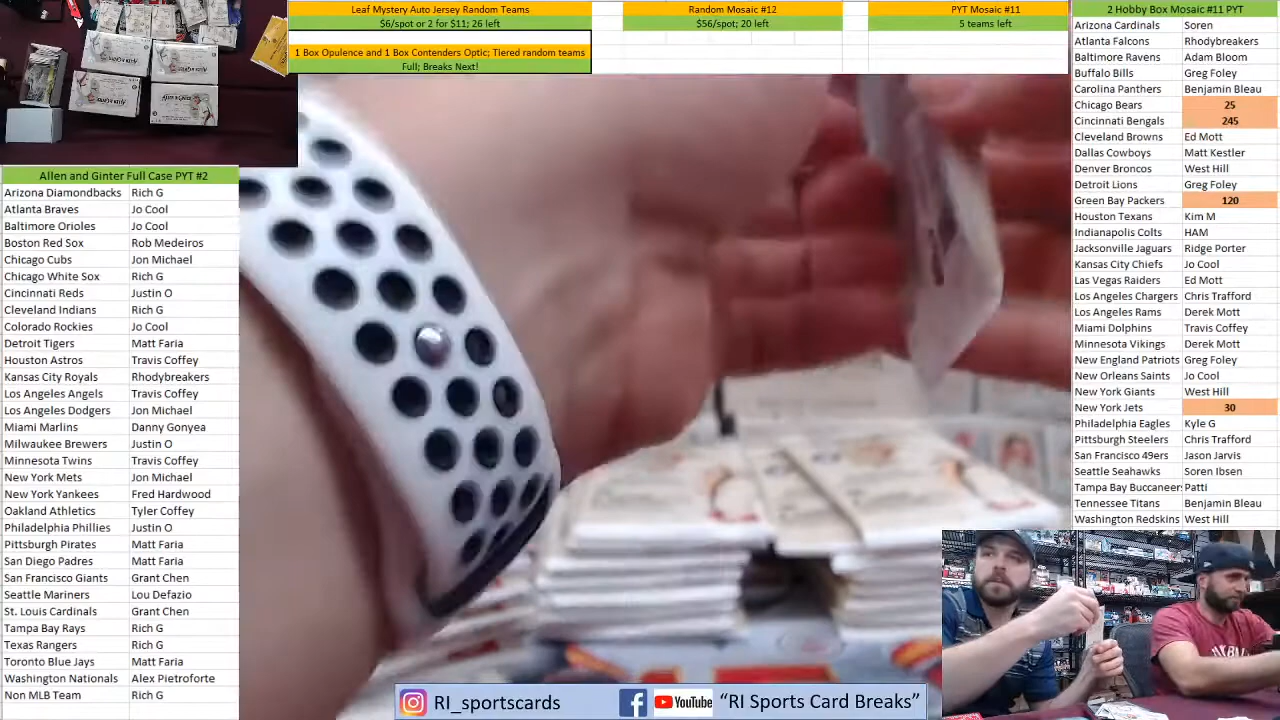 Leaf Mystery Auto Jersey Random Teams
$6/spot or 2 for $11; 26 left
1 Box Opulence and 1 Box Contenders Optic; Tiered random teams
Full; Breaks Next!
Random Mosaic #12
$56/spot; 20 left
PYT Mosaic #11
5 teams left
2 Hobby Box Mosaic #11 PYT
Arizona Cardinals Soren
Atlanta Falcons Rhodybreakers
Baltimore Ravens Adam Bloom
Buffalo Bills Greg Foley
Carolina Panthers Benjamin Bleau
Chicago Bears 25
Cincinnati Bengals 245
Cleveland Browns Ed Mott
Dallas Cowboys Matt Kestler
Denver Broncos West Hill
Detroit Lions Greg Foley
Green Bay Packers 120
Houston Texans Kim M
Indianapolis Colts HAM
Jacksonville Jaguars Ridge Porter
Kansas City Chiefs Jo Cool
Las Vegas Raiders Ed Mott
Los Angeles Chargers Chris Trafford
Los Angeles Rams Derek Mott
Miami Dolphins Travis Coffey
Minnesota Vikings Derek Mott
New England Patriots Greg Foley
New Orleans Saints Jo Cool
New York Giants West Hill
New York Jets 30
Philadelphia Eagles Kyle G
Pittsburgh Steelers Chris Trafford
San Francisco 49ers Jason Jarvis
Seattle Seahawks Soren Ibsen
Tampa Bay Buccaneer Patti
Tennessee Titans Benjamin Bleau
Washington Redskins West Hill
Allen and Ginter Full Case PYT #2
Arizona Diamondbacks Rich G
Atlanta Braves Jo Cool
Baltimore Orioles Jo Cool
Boston Red Sox Rob Medeiros
Chicago Cubs Jon Michael
Chicago White Sox Rich G
Cincinnati Reds Justin O
Cleveland Indians Rich G
Colorado Rockies Jo Cool
Detroit Tigers Matt Faria
Houston Astros Travis Coffey
Kansas City Royals Rhodybreakers
Los Angeles Angels Travis Coffey
Los Angeles Dodgers Jon Michael
Miami Marlins Danny Gonyea
Milwaukee Brewers Justin O
Minnesota Twins Travis Coffey
New York Mets Jon Michael
New York Yankees Fred Hardwood
Oakland Athletics Tyler Coffey
Philadelphia Phillies Justin O
Pittsburgh Pirates Matt Faria
San Diego Padres Matt Faria
San Francisco Giants Grant Chen
Seattle Mariners Lou Defazio
St. Louis Cardinals Grant Chen
Tampa Bay Rays Rich G
Texas Rangers Rich G
Toronto Blue Jays Matt Faria
Washington Nationals Alex Pietroforte
Non MLB Team Rich G
RI_sportscards
YouTube "RI Sports Card Breaks"